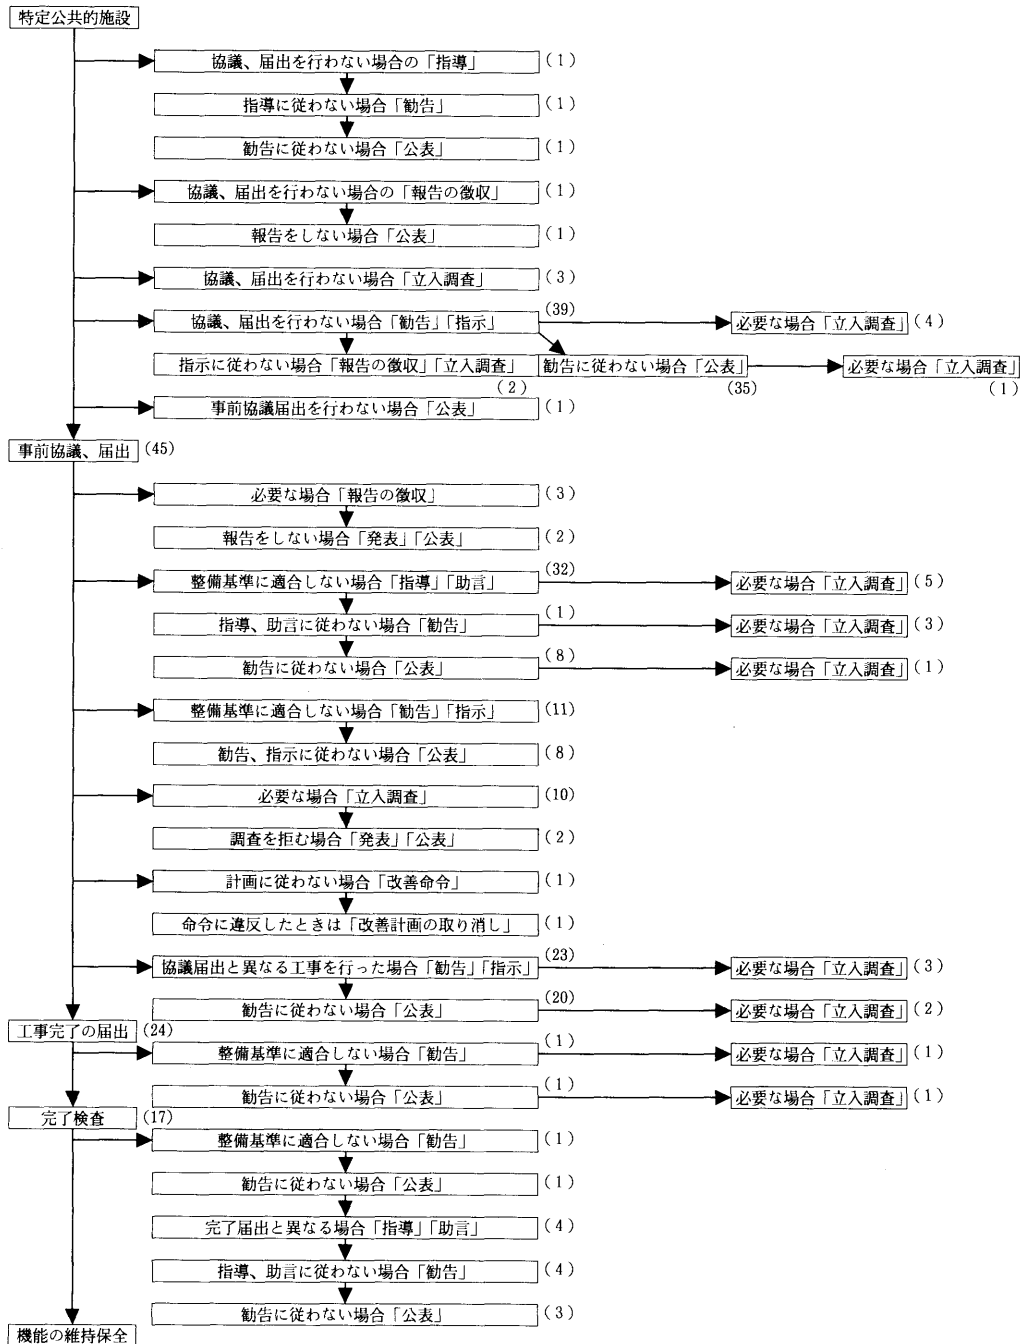 特定公共的施設
協議、届出を行わない場合の「指導」 (1)
指導に従わない場合「勧告」 (1)
勧告に従わない場合「公表」 (1)
協議、届出を行わない場合の「報告の徴収」 (1)
報告をしない場合「公表」 (1)
協議、届出を行わない場合「立入調査」 (3)
協議、届出を行わない場合「勧告」「指示」 (39) 必要な場合「立入調査」 (4)
指示に従わない場合「報告の徴収」「立入調査」 (2) 勧告に従わない場合「公表」 (35) 必要な場合「立入調査」 (1)
事前協議届出を行わない場合「公表」 (1)
事前協議、届出 (45)
必要な場合「報告の徴収」 (3)
報告をしない場合「発表」「公表」 (2)
整備基準に適合しない場合「指導」「助言」 (32) 必要な場合「立入調査」 (5)
指導、助言に従わない場合「勧告」 (1) 必要な場合「立入調査」 (3)
勧告に従わない場合「公表」 (8) 必要な場合「立入調査」 (1)
整備基準に適合しない場合「勧告」「指示」 (11)
勧告、指示に従わない場合「公表」 (8)
必要な場合「立入調査」 (10)
調査を拒む場合「発表」「公表」 (2)
計画に従わない場合「改善命令」 (1)
命令に違反したときは「改善計画の取り消し」 (1)
協議届出と異なる工事を行った場合「勧告」「指示」 (23) 必要な場合「立入調査」 (3)
勧告に従わない場合「公表」 (20) 必要な場合「立入調査」 (2)
工事完了の届出 (24)
整備基準に適合しない場合「勧告」 (1) 必要な場合「立入調査」 (1)
勧告に従わない場合「公表」 (1) 必要な場合「立入調査」 (1)
完了検査 (17)
整備基準に適合しない場合「勧告」 (1)
勧告に従わない場合「公表」 (1)
完了届出と異なる場合「指導」「助言」 (4)
指導、助言に従わない場合「勧告」 (4)
勧告に従わない場合「公表」 (3)
機能の維持保全